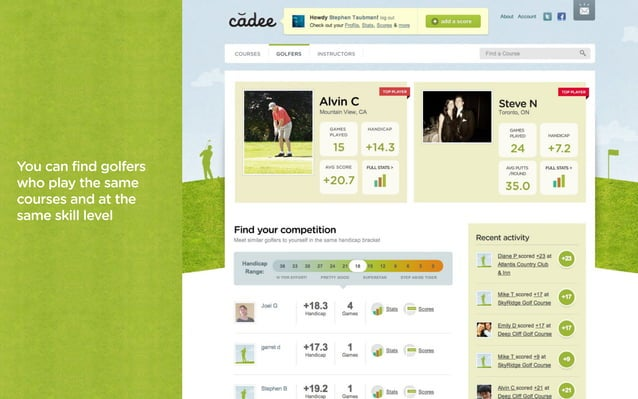 You can find golfers
who play the same
courses and at the
same skill level
cadee
Howdy Stephen Taubman! log out
Check out your Profile, Stats, Scores & more
add a score
About Account
COURSES GOLFERS INSTRUCTORS
Find a Course
TOP PLAYER
Alvin C
Mountain View, CA
GAMES PLAYED
15
HANDICAP
+14.3
AVG SCORE
+20.7
FULL STATS >
TOP PLAYER
Steve N
Toronto, ON
GAMES PLAYED
24
HANDICAP
+7.2
AVG PUTTS /ROUND
35.0
FULL STATS >
Find your competition
Meet similar golfers to yourself in the same handicap bracket
Handicap Range:
36 33 30 27 24 21 18 15 12 9 6 3 0
'A' FOR EFFORT! PRETTY GOOD SUPERSTAR STEP ASIDE TIGER
Joel G
+18.3
Handicap
4
Games
Stats
Scores
garret d
+17.3
Handicap
1
Games
Stats
Scores
Stephen B
+19.2
Handicap
1
Games
Stats
Scores
Recent activity
Diane P scored +23 at
Atlanta Country Club
& Inn
+23
Mike T scored +17 at
SkyRidge Golf Course
+17
Emily D scored +17 at
Deep Cliff Golf Course
+17
Mike T scored +9 at
SkyRidge Golf Course
+9
Alvin C scored +21 at
Deep Cliff Golf Course
+21